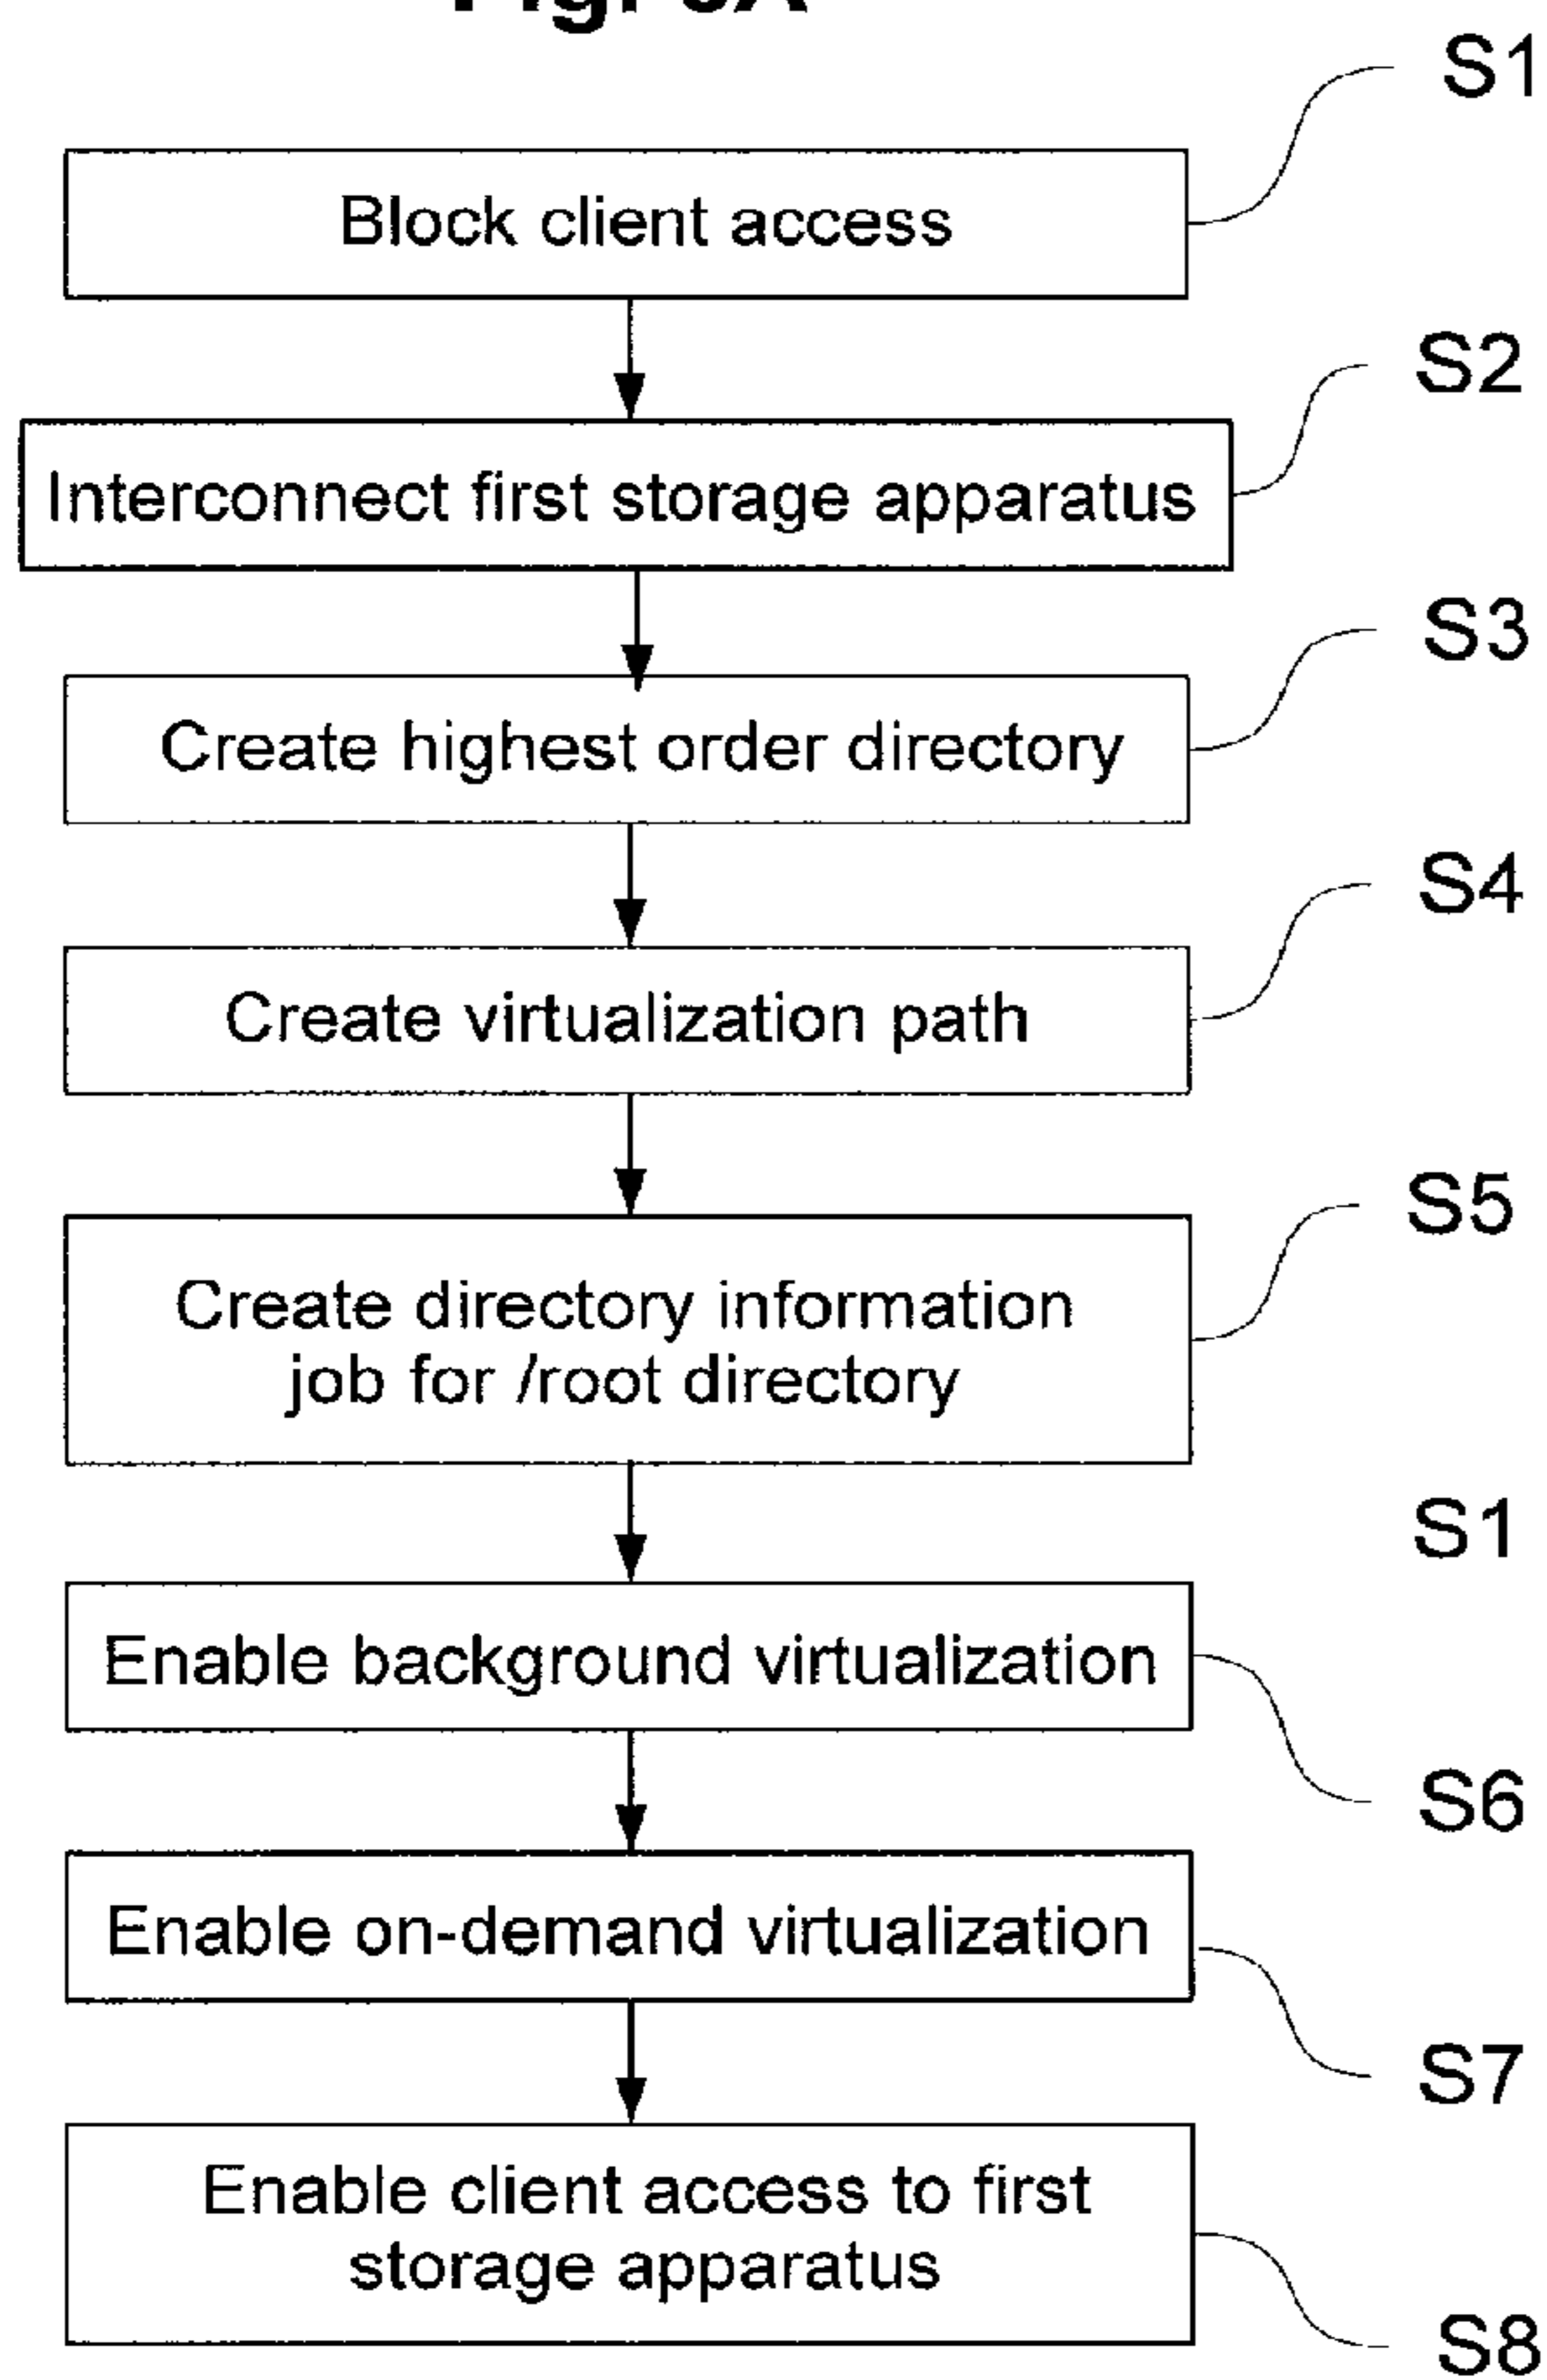 S1
Block client access
S2
Interconnect first storage apparatus
S3
Create highest order directory
S4
Create virtualization path
S5
Create directory information
job for /root directory
S1
Enable background virtualization
S6
Enable on-demand virtualization
S7
Enable client access to first
storage apparatus
S8